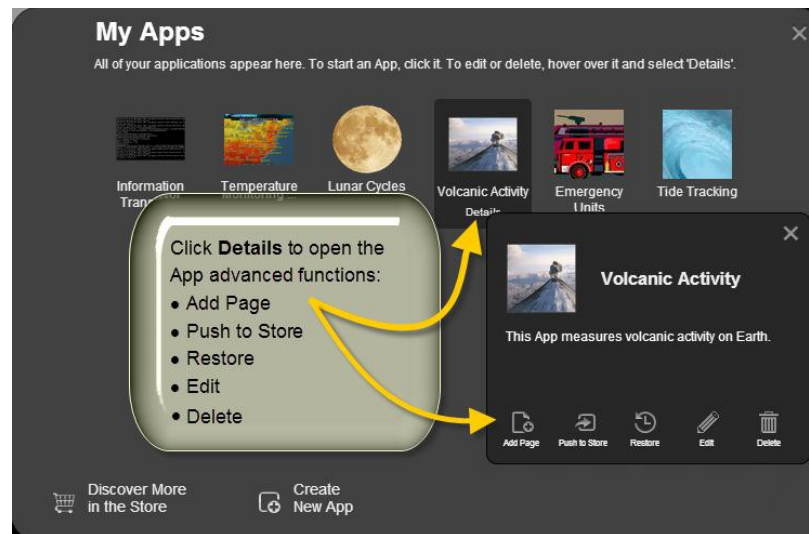 My Apps
All of your applications appear here. To start an App, click it. To edit or delete, hover over it and select 'Details'.
Information
Temperature
Lunar Cycles
Volcanic Activity
Details
Emergency
Units
Tide Tracking
Click Details to open the
App advanced functions:
• Add Page
• Push to Store
• Restore
• Edit
• Delete
Volcanic Activity
This App measures volcanic activity on Earth.
Add Page
Push to Store
Restore
Edit
Delete
Discover More
in the Store
Create
New App